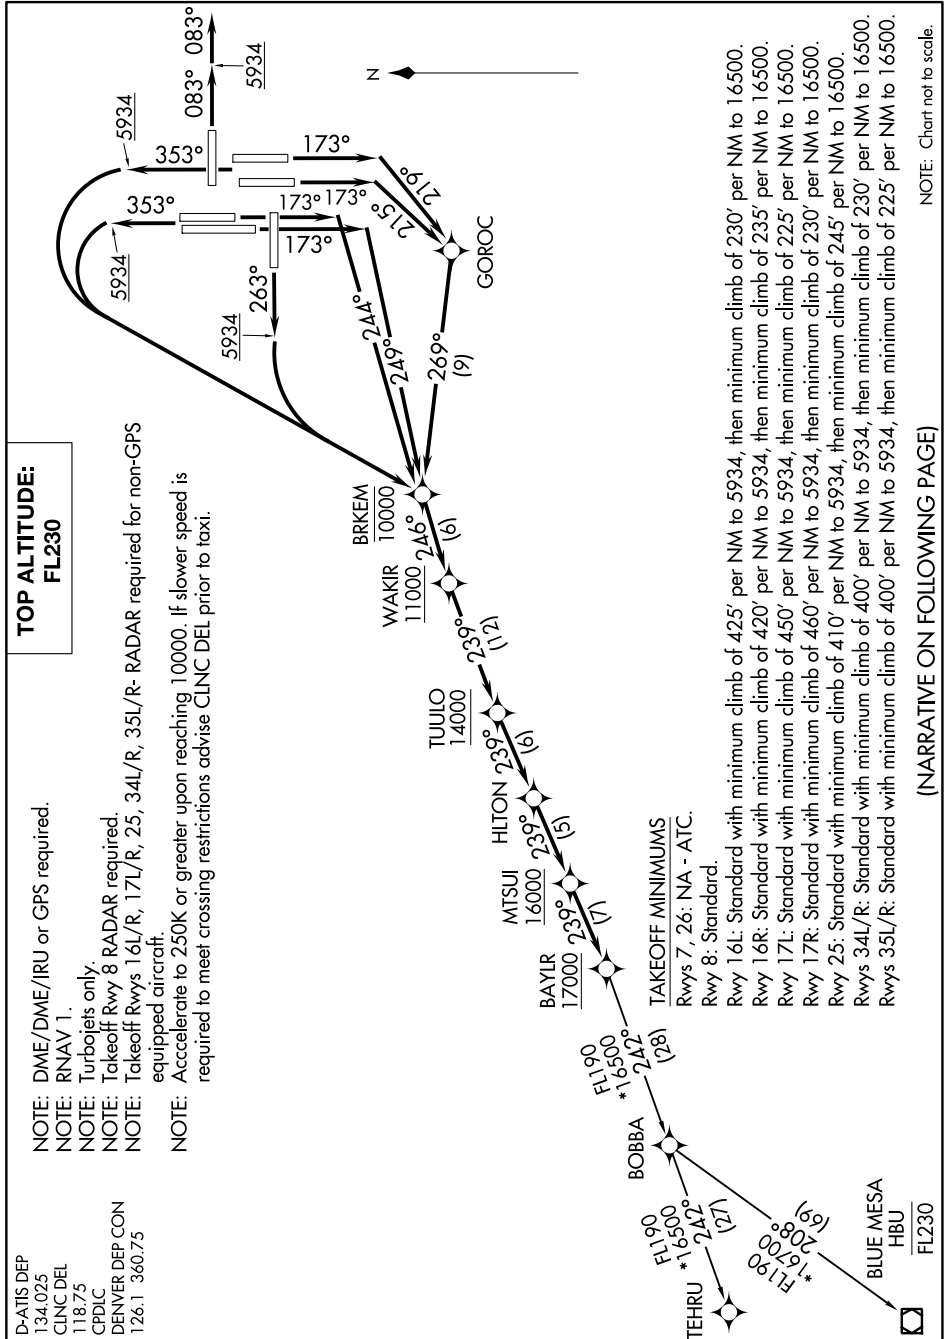 D-ATIS DEP
134.025
CLNC DEL
118.75
CPDLC
DENVER DEP CON
126.1 360.75
TOP ALTITUDE:
FL230
NOTE: DME/DME/IRU or GPS required.
NOTE: RNAV 1.
NOTE: Turbojets only.
NOTE: Takeoff Rwy 8 RADAR required.
NOTE: Takeoff Rwys 16L/R, 17L/R, 25, 34L/R, 35L/R- RADAR required for non-GPS
equipped aircraft.
NOTE: Accelerate to 250K or greater upon reaching 10000. If slower speed is
required to meet crossing restrictions advise CLNC DEL prior to taxi.
5934
353°
083°
083°
5934
353°
5934
173°
173°
173°
173°
219°
215°
263°
5934
244°
249°
269°
(9)
GOROC
N
BRKEM
10000
246°
(6)
WAKIR
11000
239°
(12)
TUULO
14000
239°
(6)
HLTON
239°
(5)
MTSUI
16000
239°
(7)
BAYLR
17000
FL190
*16500
242°
(28)
BOBBA
FL190
*16500
242°
(27)
TEHRU
FL190
*16700
208°
(69)
BLUE MESA
HBU
FL230
TAKEOFF MINIMUMS
Rwys 7, 26: NA - ATC.
Rwy 8: Standard.
Rwy 16L: Standard with minimum climb of 425' per NM to 5934, then minimum climb of 230' per NM to 16500.
Rwy 16R: Standard with minimum climb of 420' per NM to 5934, then minimum climb of 235' per NM to 16500.
Rwy 17L: Standard with minimum climb of 450' per NM to 5934, then minimum climb of 225' per NM to 16500.
Rwy 17R: Standard with minimum climb of 460' per NM to 5934, then minimum climb of 230' per NM to 16500.
Rwy 25: Standard with minimum climb of 410' per NM to 5934, then minimum climb of 245' per NM to 16500.
Rwys 34L/R: Standard with minimum climb of 400' per NM to 5934, then minimum climb of 230' per NM to 16500.
Rwys 35L/R: Standard with minimum climb of 400' per NM to 5934, then minimum climb of 225' per NM to 16500.
(NARRATIVE ON FOLLOWING PAGE)
NOTE: Chart not to scale.